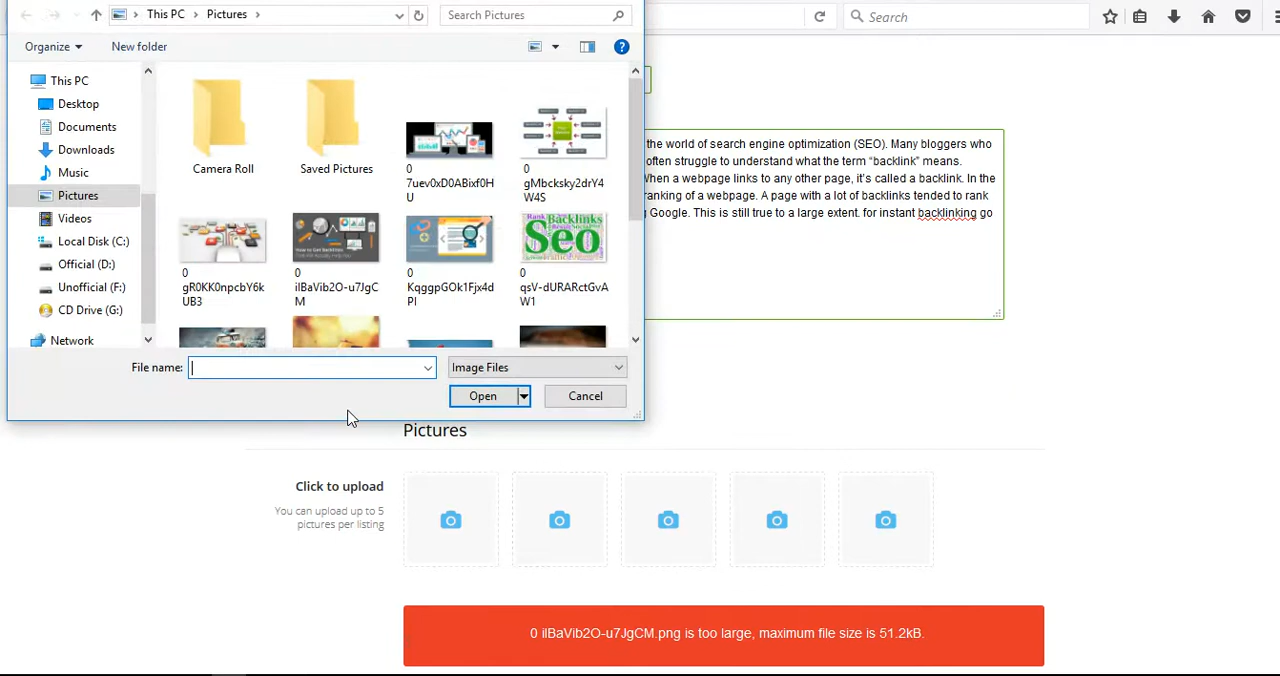 This PC
Pictures
Search Pictures
Search
Organize
New folder
This PC
Desktop
Documents
Downloads
Music
Pictures
Videos
Local Disk (C:)
Official (D:)
Unofficial (F:)
CD Drive (G:)
Network
Camera Roll
Saved Pictures
0
7uev0xD0ABixf0H
U
0
gMbcksky2drY4
W4S
0
gR0KK0npcbY6k
UB3
0
ilBaVib2O-u7JgC
M
0
KqggpGOk1Fjx4d
PI
0
qsV-dURARctGvA
W1
Backlinks
Seo
File name:
Image Files
Open
Cancel
the world of search engine optimization (SEO). Many bloggers who
often struggle to understand what the term “backlink” means.
When a webpage links to any other page, it’s called a backlink. In the
ranking of a webpage. A page with a lot of backlinks tended to rank
Google. This is still true to a large extent. for instant backlinking go
Pictures
Click to upload
You can upload up to 5
pictures per listing
0 ilBaVib2O-u7JgCM.png is too large, maximum file size is 51.2kB.